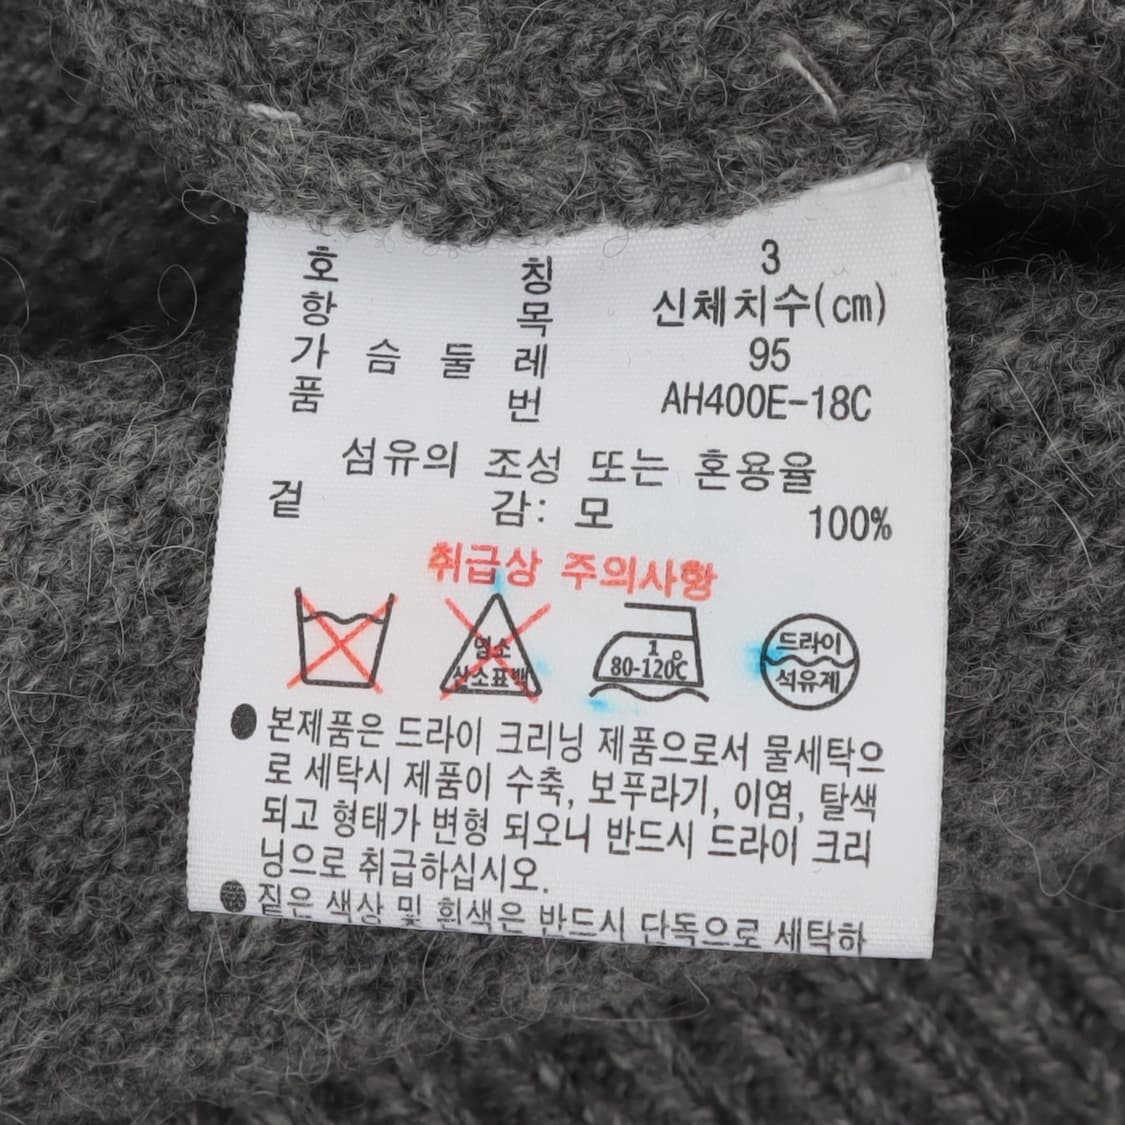 호 칭 3
항 목 신체치수(cm)
가 슴 둘 레 95
품 번 AH400E-18C
섬유의 조성 또는 혼용율
겉 감: 모 100%
취급상 주의사항
염소
산소표백
1
80-120℃
드라이
석유제
● 본제품은 드라이 크리닝 제품으로서 물세탁으
로 세탁시 제품이 수축, 보푸라기, 이염, 탈색
되고 형태가 변형 되오니 반드시 드라이 크리
닝으로 취급하십시오.
● 짙은 색상 및 흰색은 반드시 단독으로 세탁하